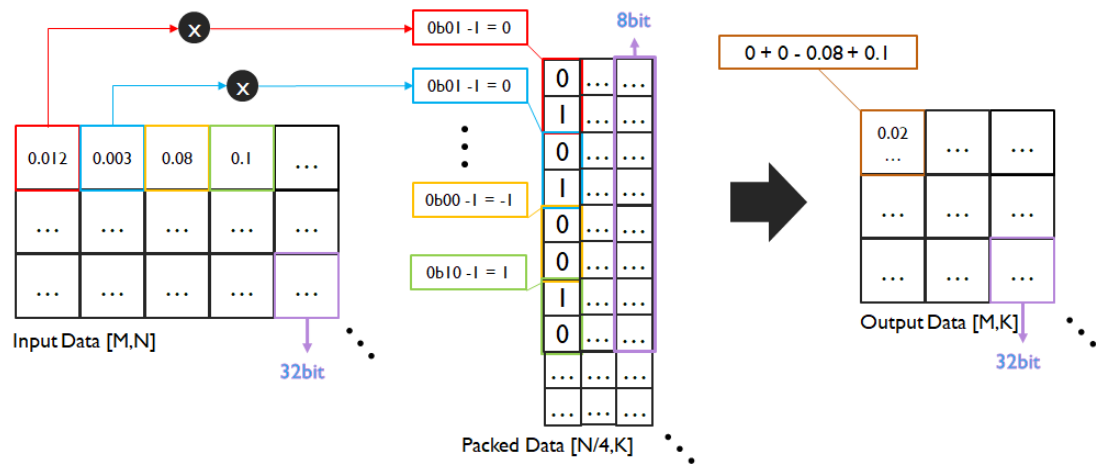 8bit
x
0b01 -1 = 0
0 + 0 - 0.08 + 0.1
x
0b01 -1 = 0
0 ... ...
1 ... ...
0 ... ...
1 ... ...
0 ... ...
0 ... ...
1 ... ...
0 ... ...
... ... ...
... ... ...
0.012 0.003 0.08 0.1 ...
... ... ... ... ...
... ... ... ... ...
0b00 -1 = -1
0b10 -1 = 1
0.02
... ... ...
... ... ...
... ... ...
Input Data [M,N]
32bit
Packed Data [N/4,K]
Output Data [M,K]
32bit